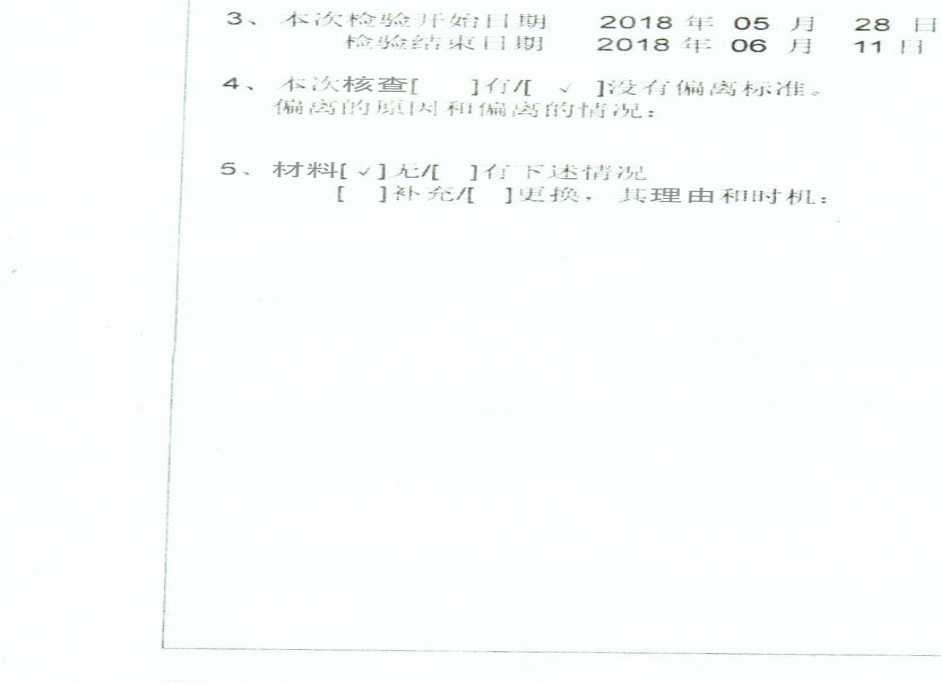 3、本次检验开始日期 2018 年 05 月 28 日
检验结束日期 2018 年 06 月 11 日
4、本次核查[ ]有/[ √ ]没有偏离标准。
偏离的原因和偏离的情况：
5、材料[√]无/[ ]有下述情况
[ ]补充/[ ]更换，其理由和时机：